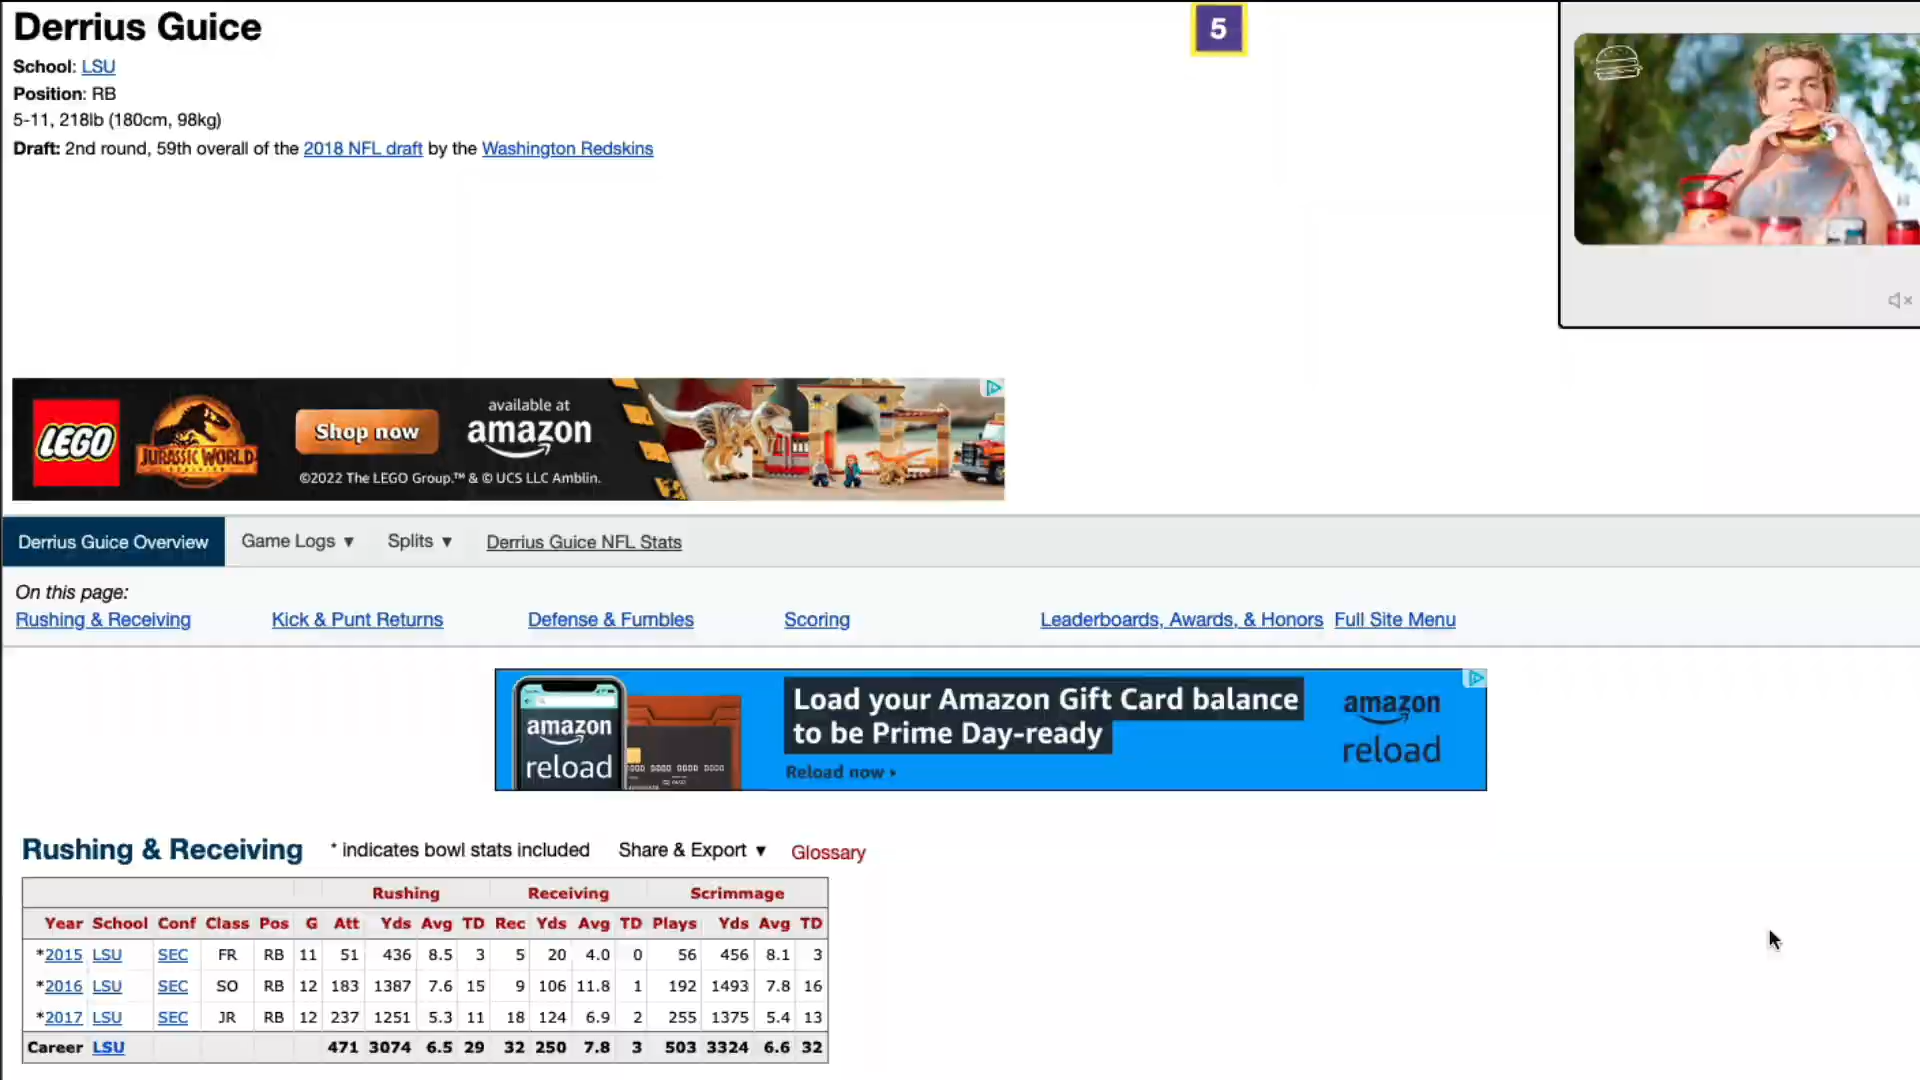 Derrius Guice
5
School: LSU
Position: RB
5-11, 218lb (180cm, 98kg)
Draft: 2nd round, 59th overall of the 2018 NFL draft by the Washington Redskins
LEGO
JURASSIC WORLD
Shop now
available at
amazon
©2022 The LEGO Group.™ & © UCS LLC Amblin.
Derrius Guice Overview Game Logs ▼ Splits ▼ Derrius Guice NFL Stats
On this page:
Rushing & Receiving Kick & Punt Returns Defense & Fumbles Scoring Leaderboards, Awards, & Honors Full Site Menu
amazon
reload
Load your Amazon Gift Card balance
to be Prime Day-ready
Reload now ▸
amazon
reload
Rushing & Receiving * indicates bowl stats included Share & Export ▼ Glossary
Rushing Receiving Scrimmage
Year School Conf Class Pos G Att Yds Avg TD Rec Yds Avg TD Plays Yds Avg TD
*2015 LSU SEC FR RB 11 51 436 8.5 3 5 20 4.0 0 56 456 8.1 3
*2016 LSU SEC SO RB 12 183 1387 7.6 15 9 106 11.8 1 192 1493 7.8 16
*2017 LSU SEC JR RB 12 237 1251 5.3 11 18 124 6.9 2 255 1375 5.4 13
Career LSU 471 3074 6.5 29 32 250 7.8 3 503 3324 6.6 32